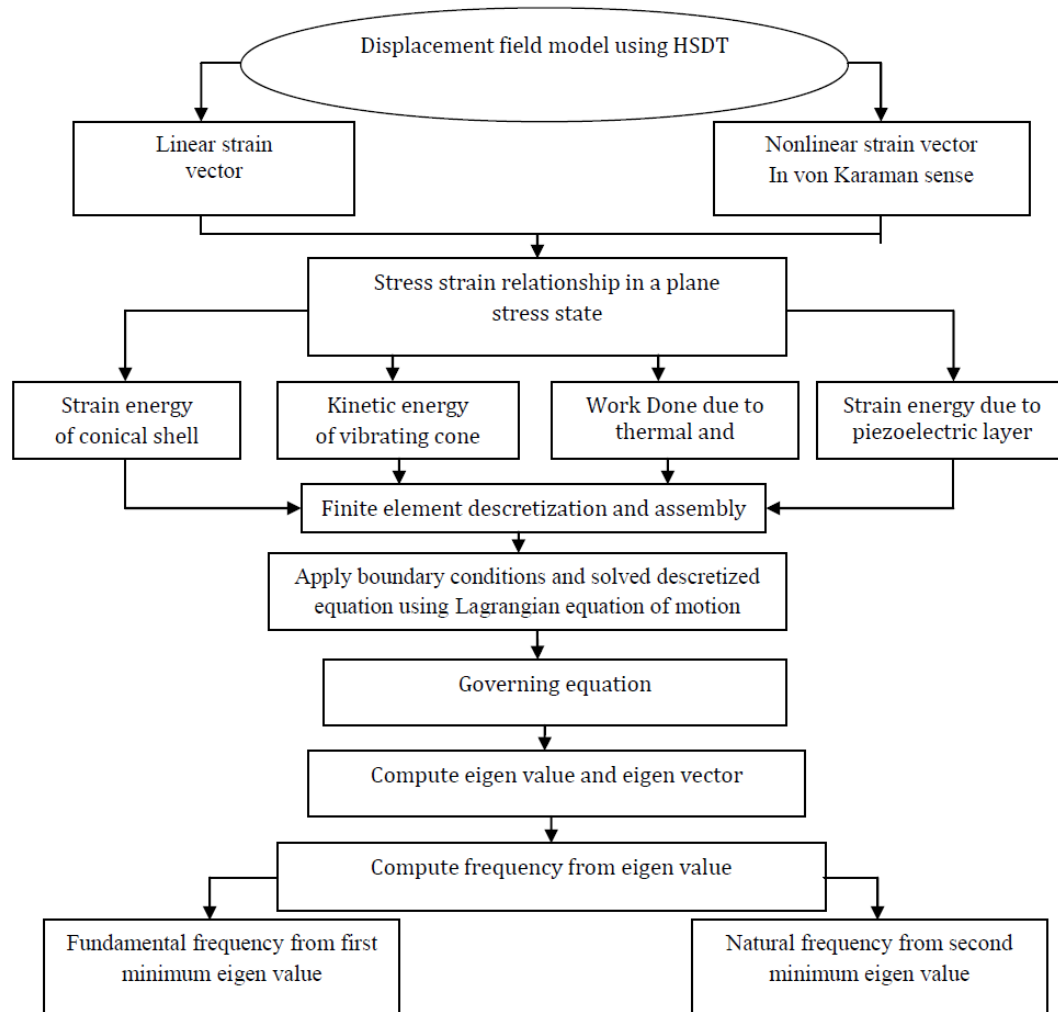 Displacement field model using HSDT
Linear strain
vector
Nonlinear strain vector
In von Karaman sense
Stress strain relationship in a plane
stress state
Strain energy
of conical shell
Kinetic energy
of vibrating cone
Work Done due to
thermal and
Strain energy due to
piezoelectric layer
Finite element descretization and assembly
Apply boundary conditions and solved descretized
equation using Lagrangian equation of motion
Governing equation
Compute eigen value and eigen vector
Compute frequency from eigen value
Fundamental frequency from first
minimum eigen value
Natural frequency from second
minimum eigen value